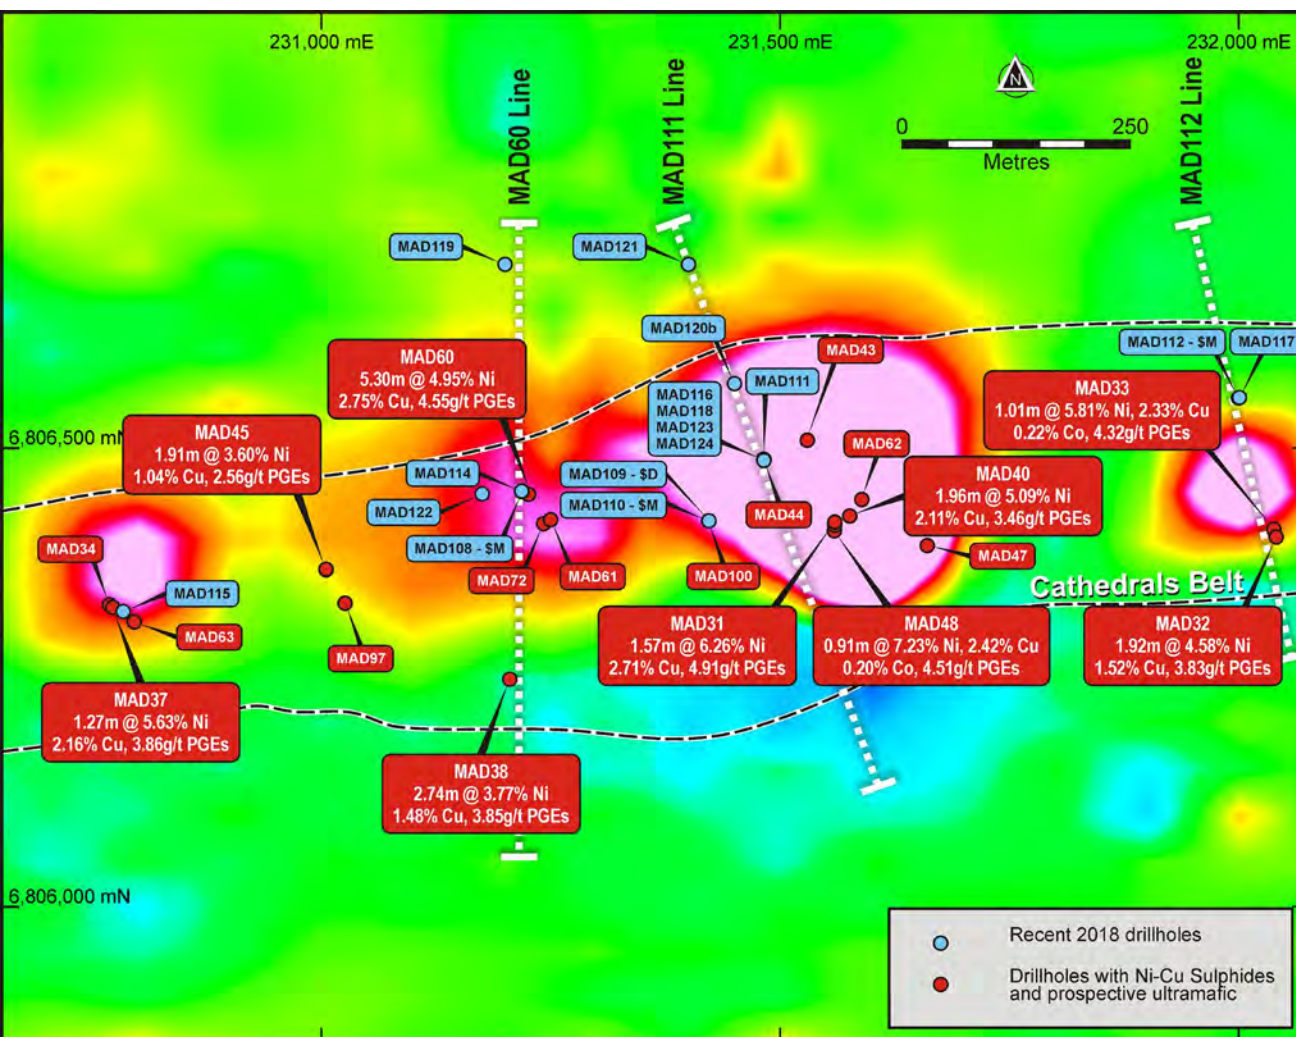 231,000 mE
231,500 mE
232,000 mE
N
0 250
Metres
MAD60 Line
MAD111 Line
MAD112 Line
MAD119
MAD121
MAD120b
MAD112 - $M
MAD117
MAD43
MAD60
5.30m @ 4.95% Ni
2.75% Cu, 4.55g/t PGEs
MAD116
MAD118
MAD123
MAD124
MAD111
MAD33
1.01m @ 5.81% Ni, 2.33% Cu
0.22% Co, 4.32g/t PGEs
6,806,500 mN
MAD45
1.91m @ 3.60% Ni
1.04% Cu, 2.56g/t PGEs
MAD62
MAD114
MAD109 - $D
MAD40
1.96m @ 5.09% Ni
2.11% Cu, 3.46g/t PGEs
MAD122
MAD110 - $M
MAD44
MAD108 - $M
MAD34
MAD47
MAD72
MAD61
MAD100
Cathedrals Belt
MAD115
MAD63
MAD97
MAD31
1.57m @ 6.26% Ni
2.71% Cu, 4.91g/t PGEs
MAD48
0.91m @ 7.23% Ni, 2.42% Cu
0.20% Co, 4.51g/t PGEs
MAD32
1.92m @ 4.58% Ni
1.52% Cu, 3.83g/t PGEs
MAD37
1.27m @ 5.63% Ni
2.16% Cu, 3.86g/t PGEs
MAD38
2.74m @ 3.77% Ni
1.48% Cu, 3.85g/t PGEs
6,806,000 mN
Recent 2018 drillholes
Drillholes with Ni-Cu Sulphides
and prospective ultramafic